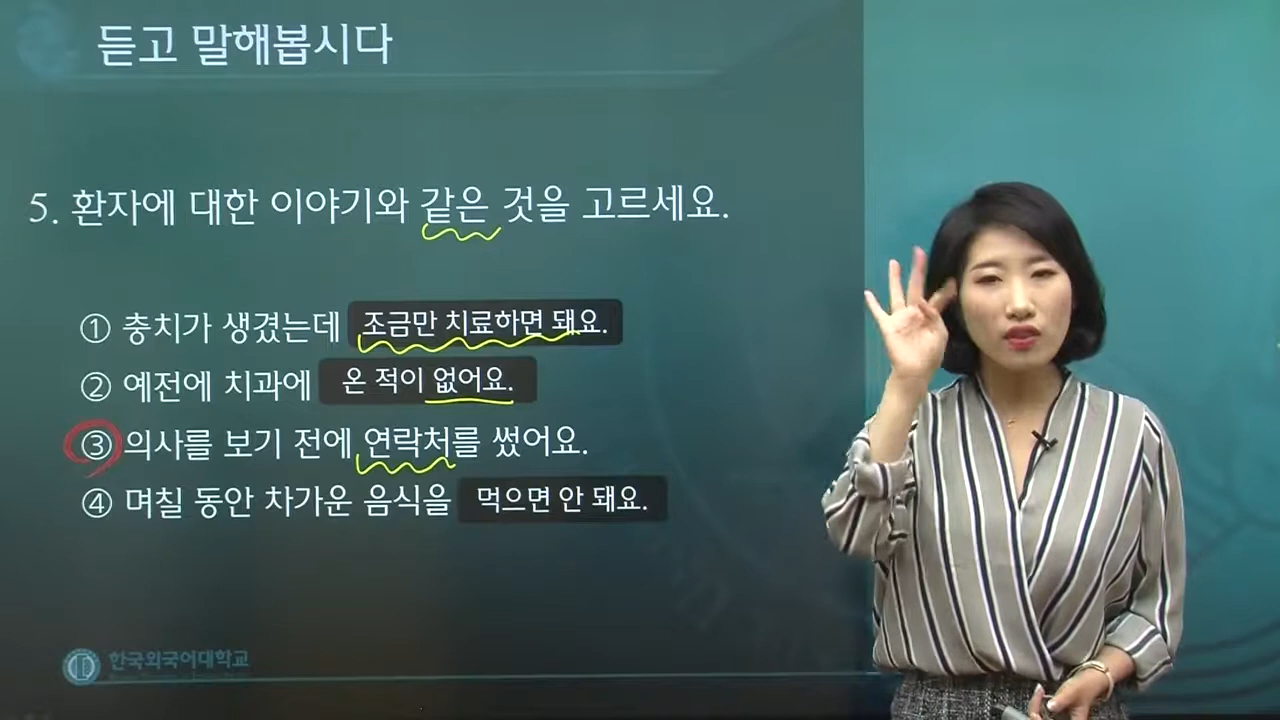 듣고 말해봅시다
5. 환자에 대한 이야기와 같은 것을 고르세요.
① 충치가 생겼는데 조금만 치료하면 돼요.
② 예전에 치과에 온 적이 없어요.
③ 의사를 보기 전에 연락처를 썼어요.
④ 며칠 동안 차가운 음식을 먹으면 안 돼요.
한국외국어대학교